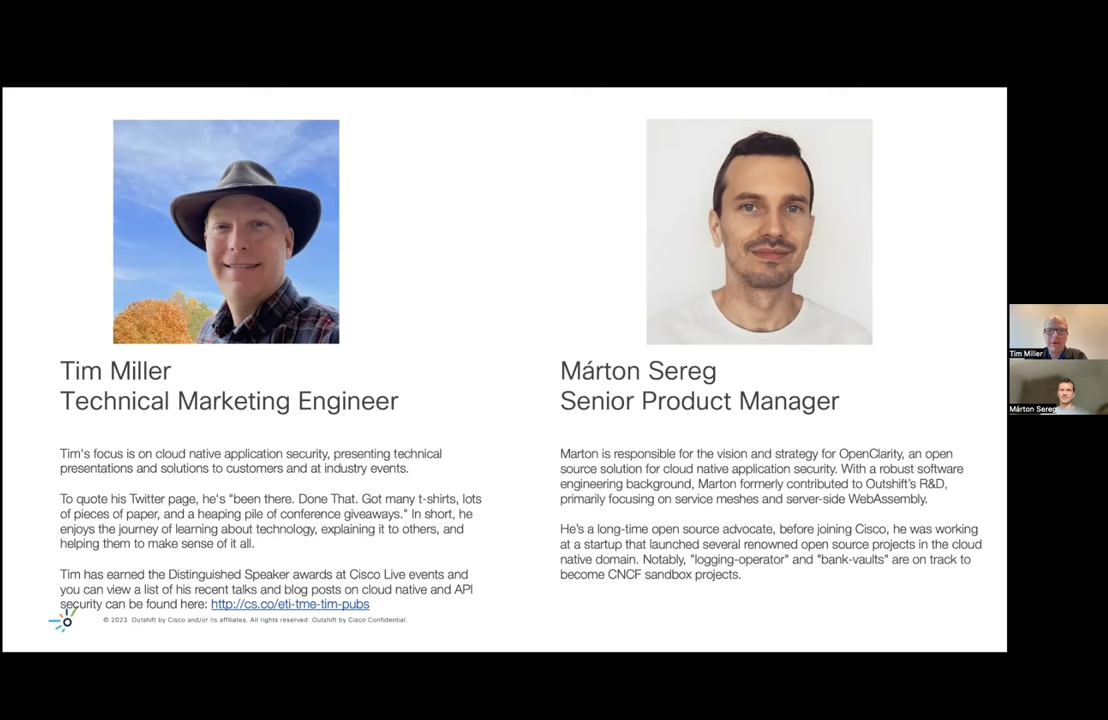 Tim Miller
Technical Marketing Engineer
Tim's focus is on cloud native application security, presenting technical
presentations and solutions to customers and at industry events.
To quote his Twitter page, he's "been there. Done That. Got many t-shirts, lots
of pieces of paper, and a heaping pile of conference giveaways." In short, he
enjoys the journey of learning about technology, explaining it to others, and
helping them to make sense of it all.
Tim has earned the Distinguished Speaker awards at Cisco Live events and
you can view a list of his recent talks and blog posts on cloud native and API
security can be found here: http://cs.co/eti-tme-tim-pubs
© 2023 Outshift by Cisco and/or its affiliates. All rights reserved. Outshift by Cisco Confidential.
Márton Sereg
Senior Product Manager
Marton is responsible for the vision and strategy for OpenClarity, an open
source solution for cloud native application security. With a robust software
engineering background, Marton formerly contributed to Outshift's R&D,
primarily focusing on service meshes and server-side WebAssembly.
He's a long-time open source advocate, before joining Cisco, he was working
at a startup that launched several renowned open source projects in the cloud
native domain. Notably, "logging-operator" and "bank-vaults" are on track to
become CNCF sandbox projects.
Tim Miller
Márton Sereg